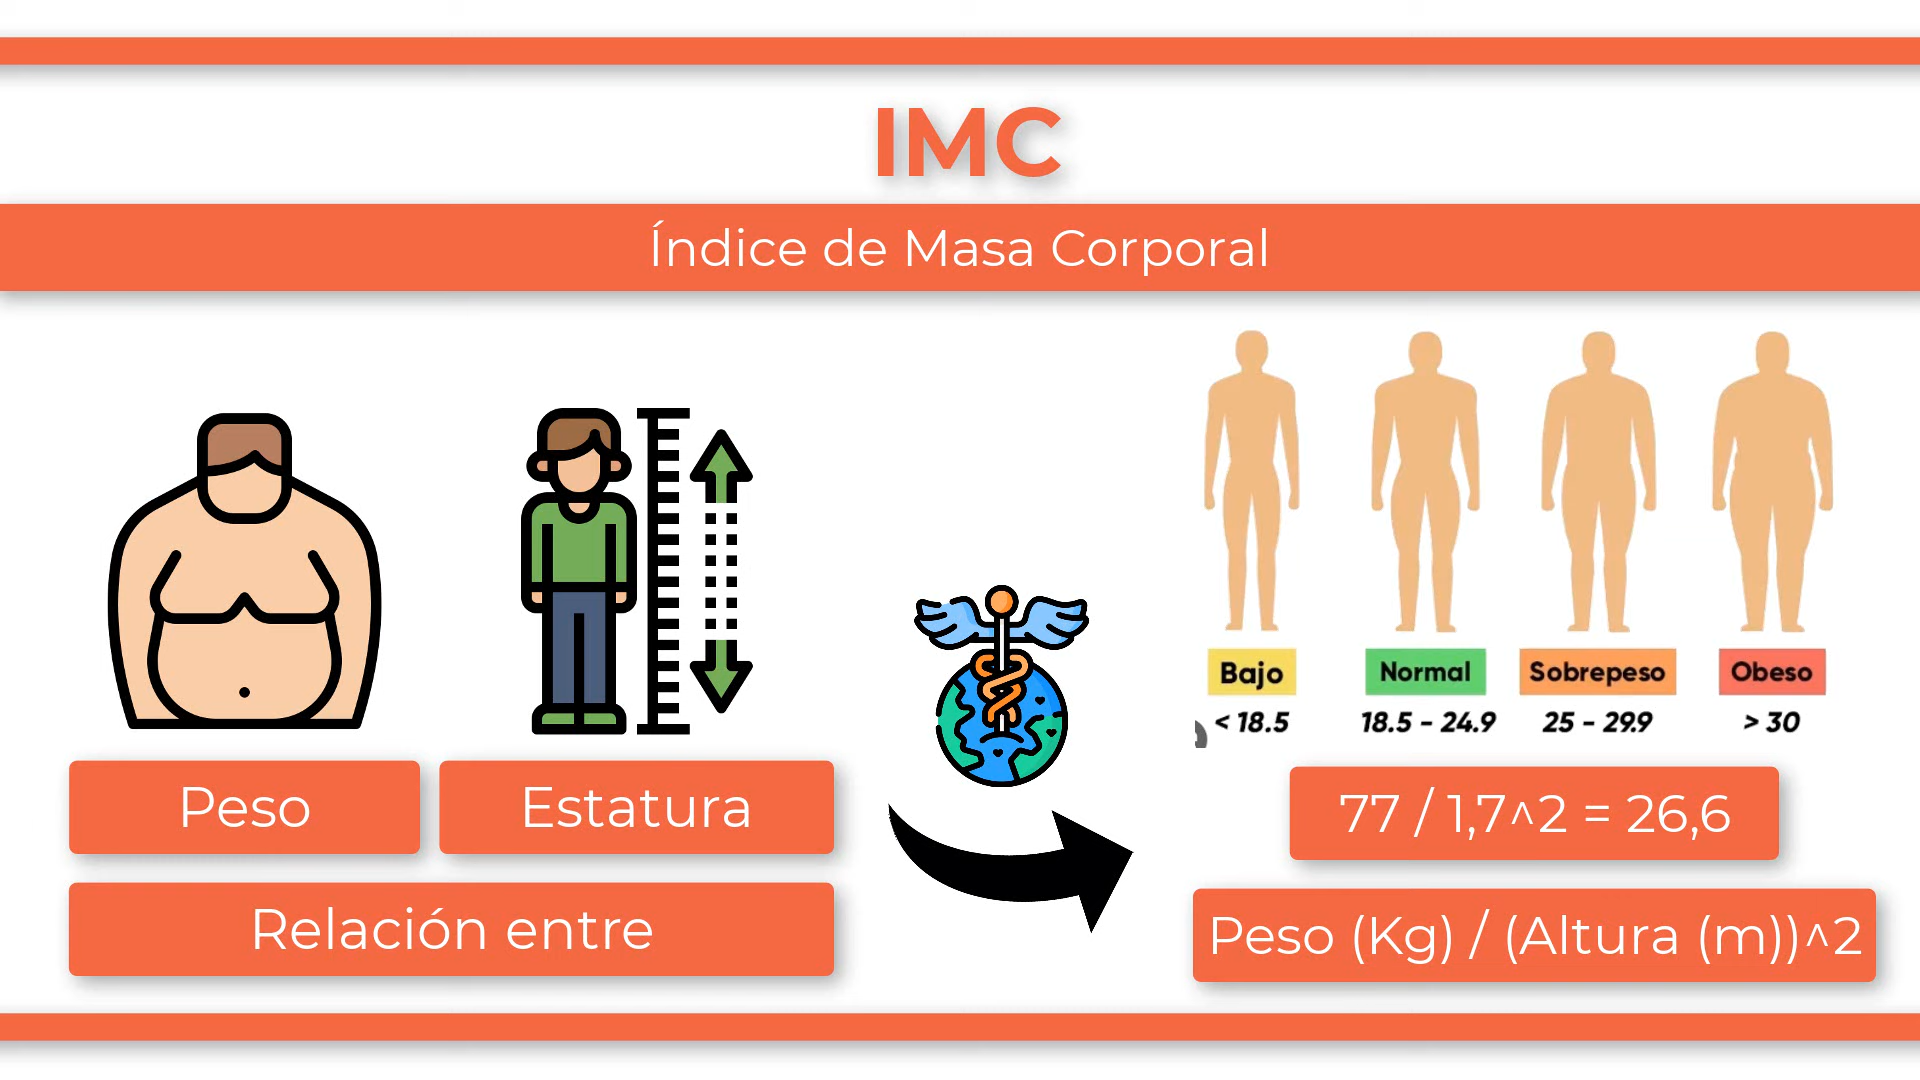 IMC
Índice de Masa Corporal
Bajo
< 18.5
Normal
18.5 - 24.9
Sobrepeso
25 - 29.9
Obeso
> 30
Peso
Estatura
Relación entre
77 / 1,7^2 = 26,6
Peso (Kg) / (Altura (m))^2